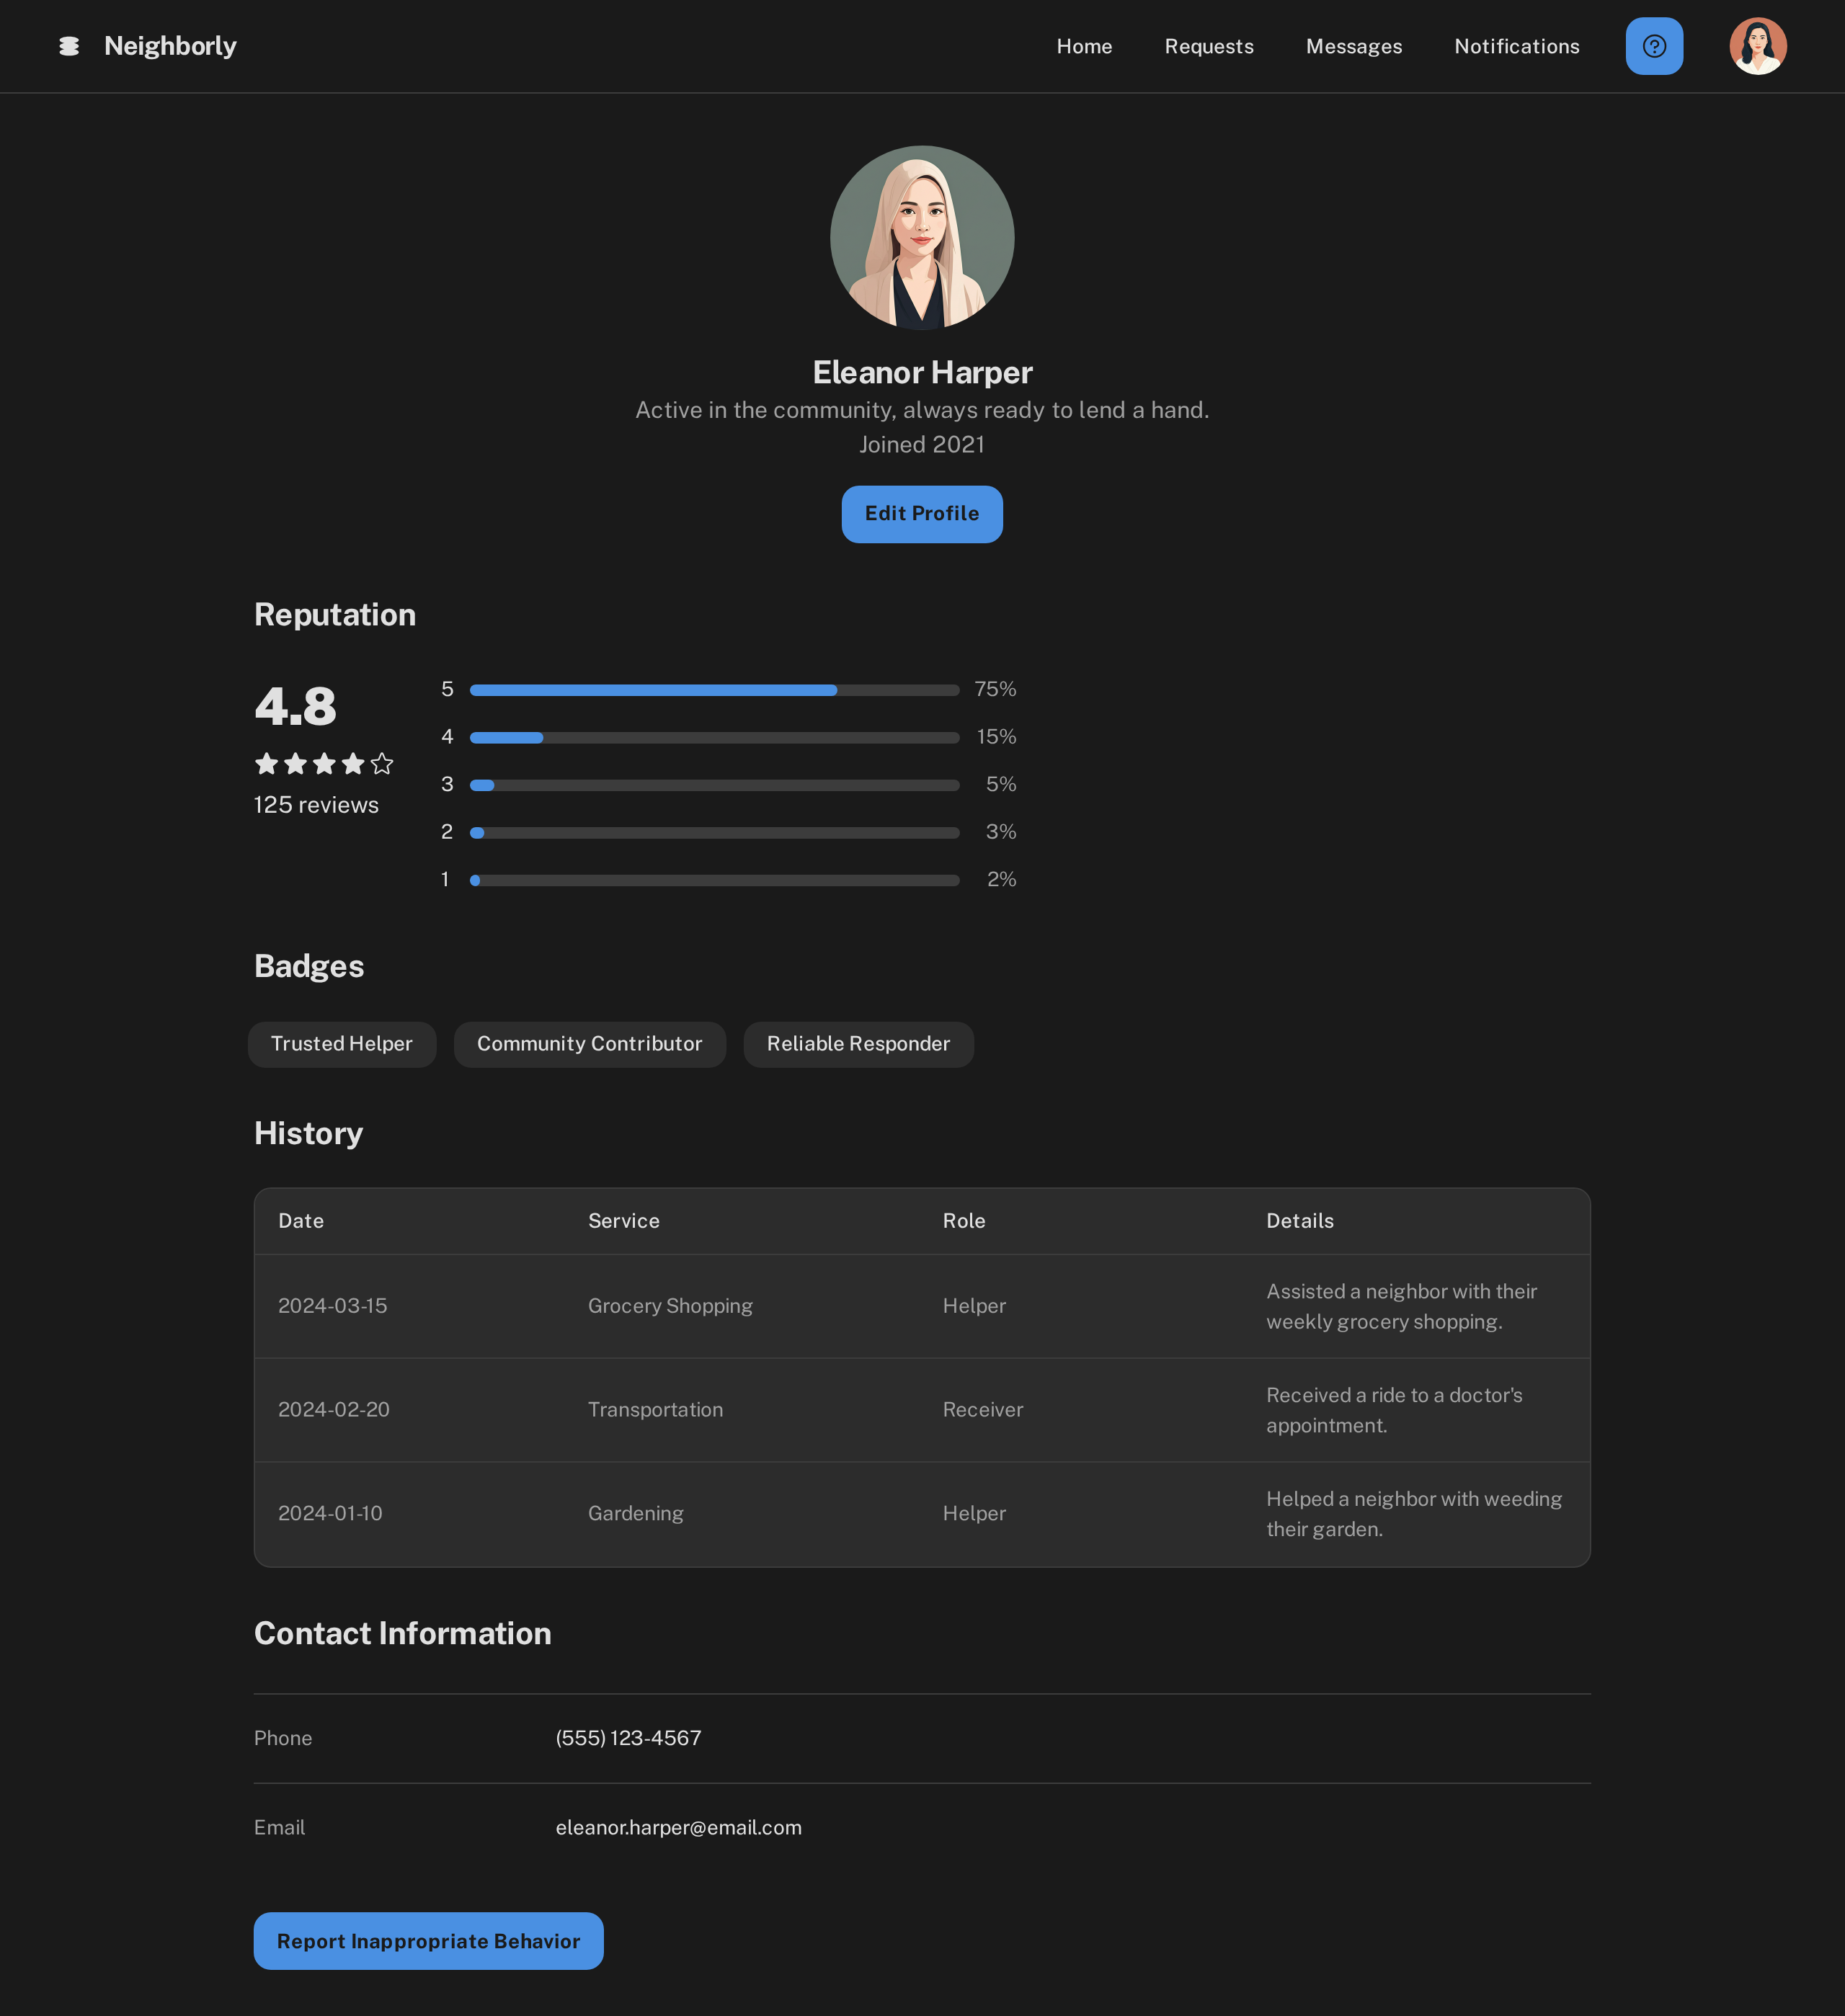 Neighborly
Home
Requests
Messages
Notifications
Eleanor Harper
Active in the community, always ready to lend a hand.
Joined 2021
Edit Profile
Reputation
4.8
125 reviews
5 75%
4 15%
3 5%
2 3%
1 2%
Badges
Trusted Helper
Community Contributor
Reliable Responder
History
Date Service Role Details
2024-03-15 Grocery Shopping Helper Assisted a neighbor with their
weekly grocery shopping.
2024-02-20 Transportation Receiver Received a ride to a doctor's
appointment.
2024-01-10 Gardening Helper Helped a neighbor with weeding
their garden.
Contact Information
Phone (555) 123-4567
Email eleanor.harper@email.com
Report Inappropriate Behavior